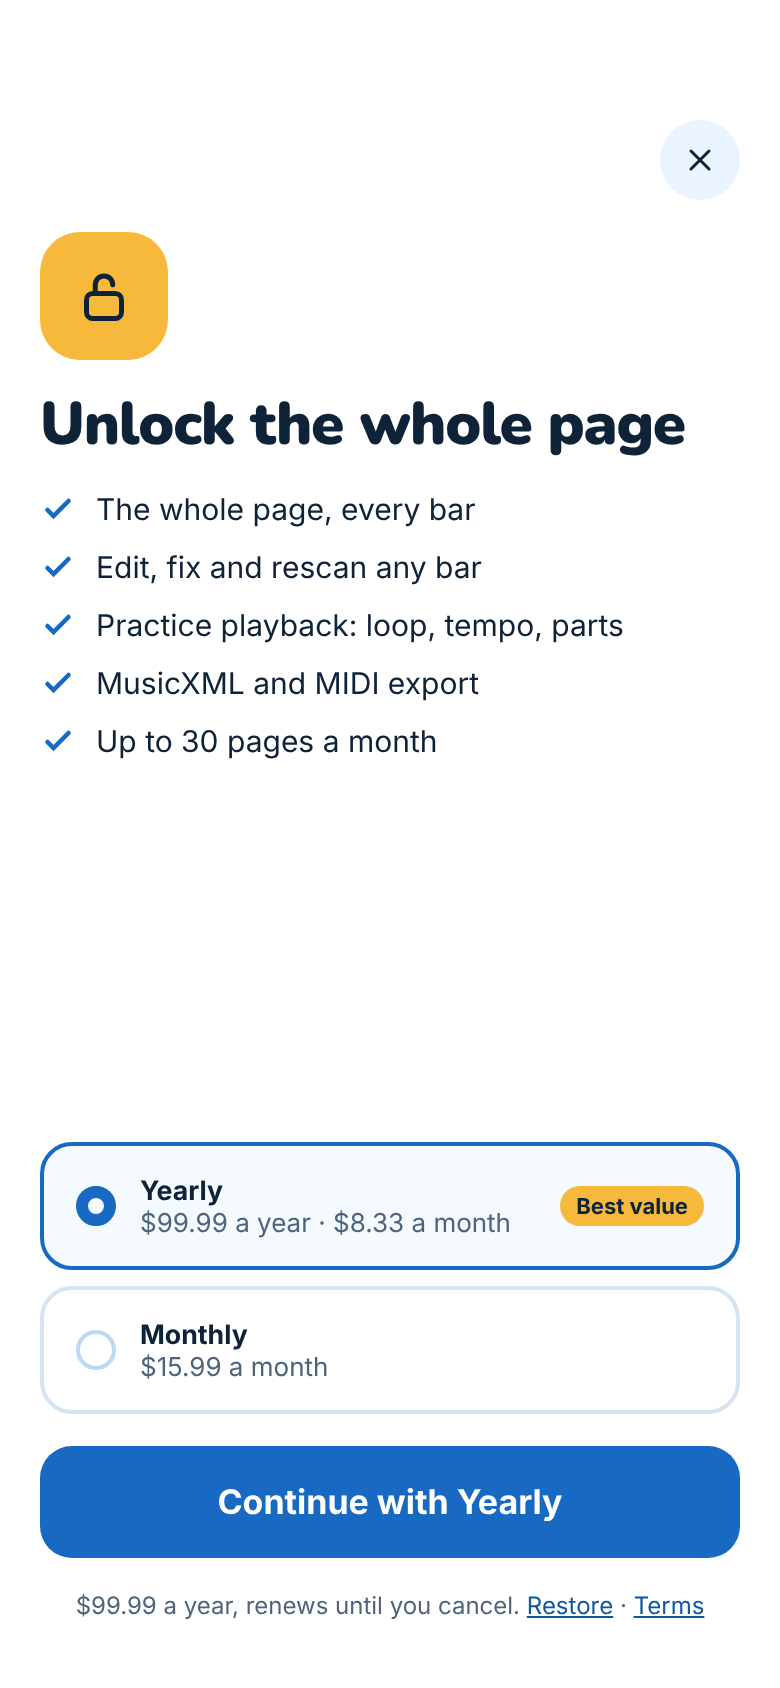 Unlock the whole page
The whole page, every bar
Edit, fix and rescan any bar
Practice playback: loop, tempo, parts
MusicXML and MIDI export
Up to 30 pages a month
Yearly
$99.99 a year · $8.33 a month
Best value
Monthly
$15.99 a month
Continue with Yearly
$99.99 a year, renews until you cancel. Restore · Terms